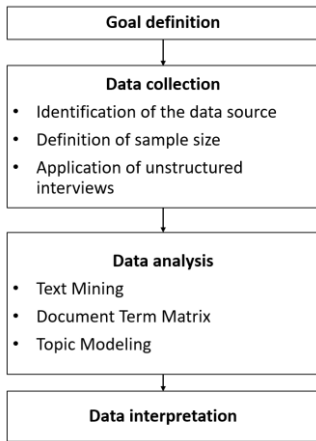 Goal definition
Data collection
• Identification of the data source
• Definition of sample size
• Application of unstructured
interviews
Data analysis
• Text Mining
• Document Term Matrix
• Topic Modeling
Data interpretation